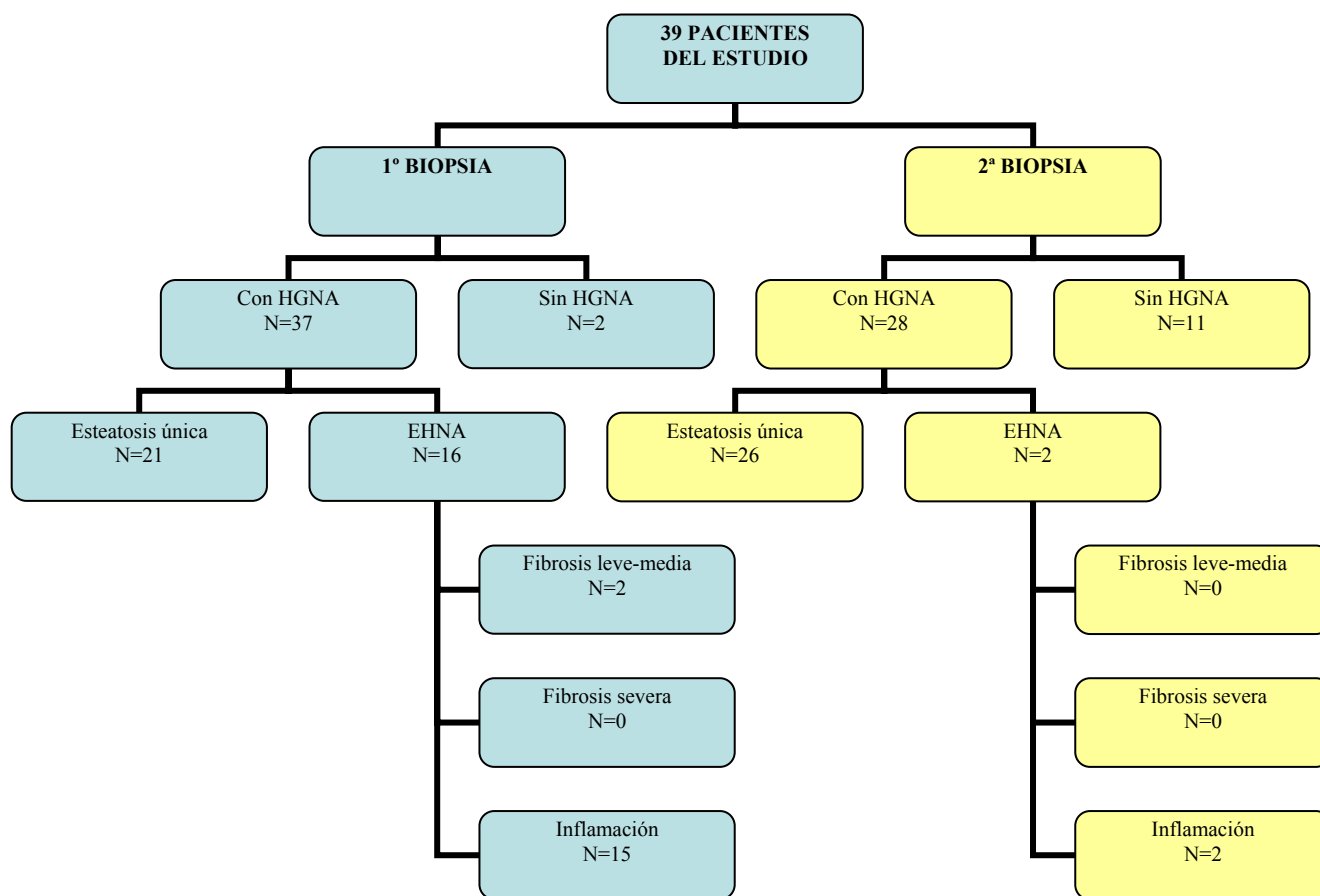 39 PACIENTES
DEL ESTUDIO
1º BIOPSIA
2ª BIOPSIA
Con HGNA
N=37
Sin HGNA
N=2
Con HGNA
N=28
Sin HGNA
N=11
Esteatosis única
N=21
EHNA
N=16
Esteatosis única
N=26
EHNA
N=2
Fibrosis leve-media
N=2
Fibrosis leve-media
N=0
Fibrosis severa
N=0
Fibrosis severa
N=0
Inflamación
N=15
Inflamación
N=2